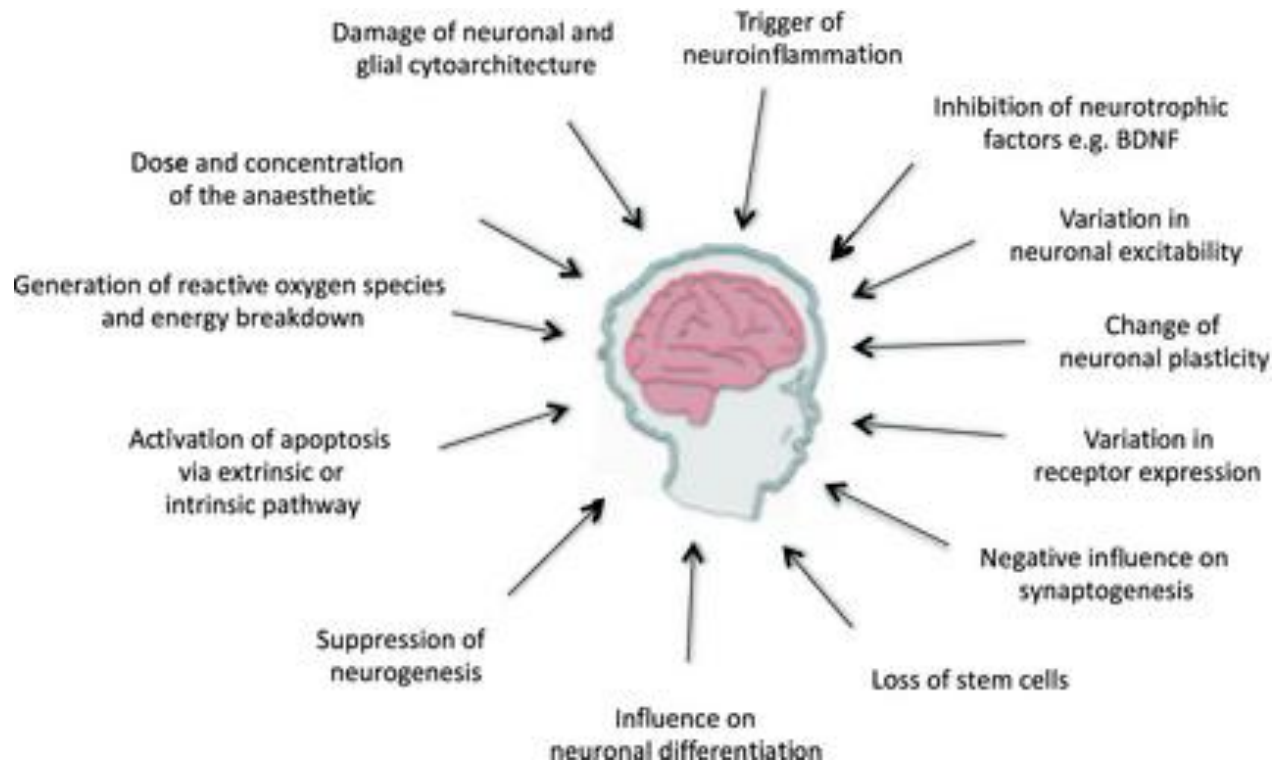 Damage of neuronal and
glial cytoarchitecture
Trigger of
neuroinflammation
Inhibition of neurotrophic
factors e.g. BDNF
Variation in
neuronal excitability
Change of
neuronal plasticity
Variation in
receptor expression
Negative influence on
synaptogenesis
Loss of stem cells
Influence on
neuronal differentiation
Suppression of
neurogenesis
Activation of apoptosis
via extrinsic or
intrinsic pathway
Generation of reactive oxygen species
and energy breakdown
Dose and concentration
of the anaesthetic